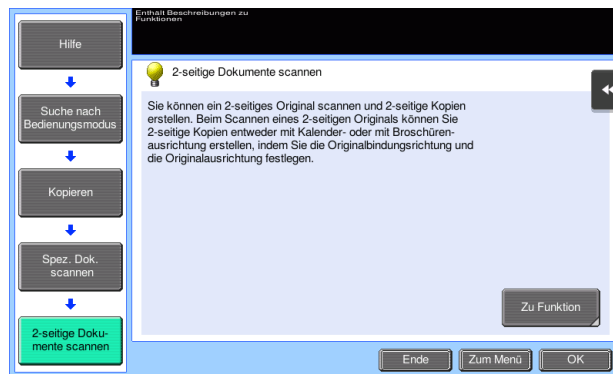 Enthält Beschreibungen zu
Funktionen
Hilfe
Suche nach
Bedienungsmodus
Kopieren
Spez. Dok.
scannen
2-seitige Doku-
mente scannen
2-seitige Dokumente scannen
Sie können ein 2-seitiges Original scannen und 2-seitige Kopien
erstellen. Beim Scannen eines 2-seitigen Originals können Sie
2-seitige Kopien entweder mit Kalender- oder mit Broschüren-
ausrichtung erstellen, indem Sie die Originalbindungsrichtung und
die Originalausrichtung festlegen.
Zu Funktion
Ende
Zum Menü
OK